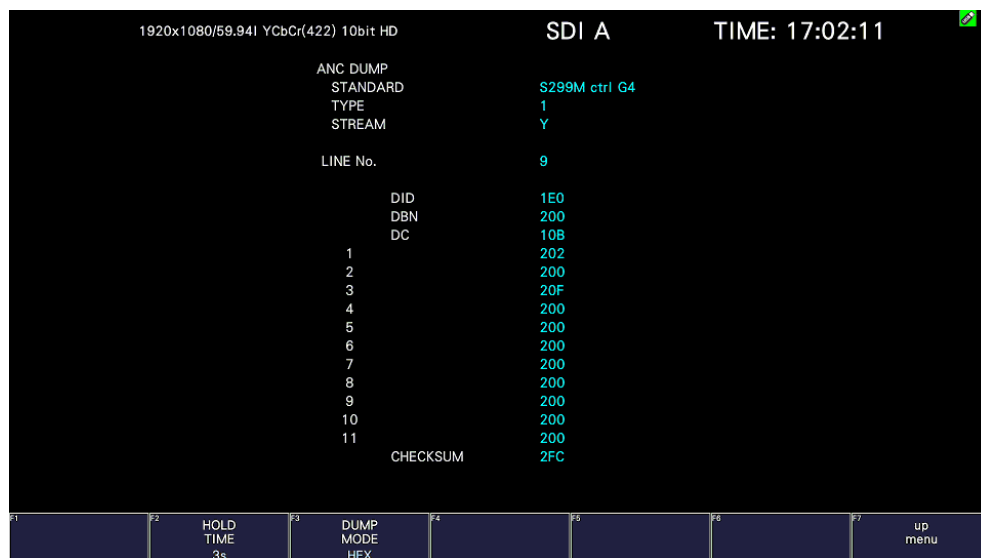 1920x1080/59.94I YCbCr(422) 10bit HD SDI A TIME: 17:02:11
ANC DUMP
STANDARD S299M ctrl G4
TYPE 1
STREAM Y
LINE No. 9
DID 1E0
DBN 200
DC 10B
1 202
2 200
3 20F
4 200
5 200
6 200
7 200
8 200
9 200
10 200
11 200
CHECKSUM 2FC
F1 F2 HOLD TIME 3s F3 DUMP MODE HEX F4 F5 F6 F7 up menu